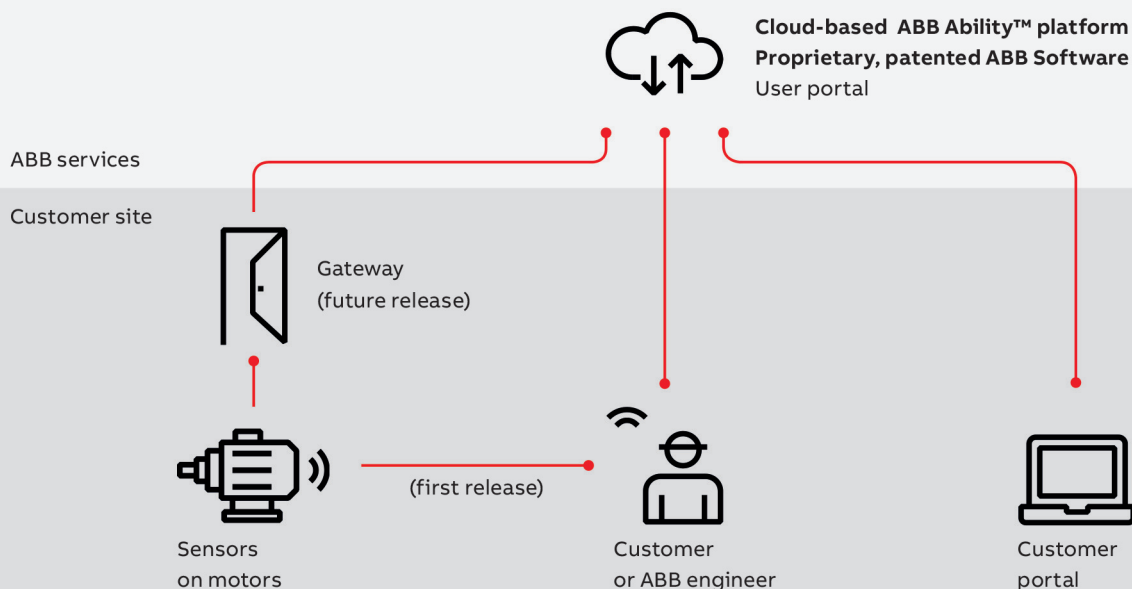 Cloud-based ABB Ability™ platform
Proprietary, patented ABB Software
User portal
ABB services
Customer site
Gateway
(future release)
(first release)
Sensors
on motors
Customer
or ABB engineer
Customer
portal